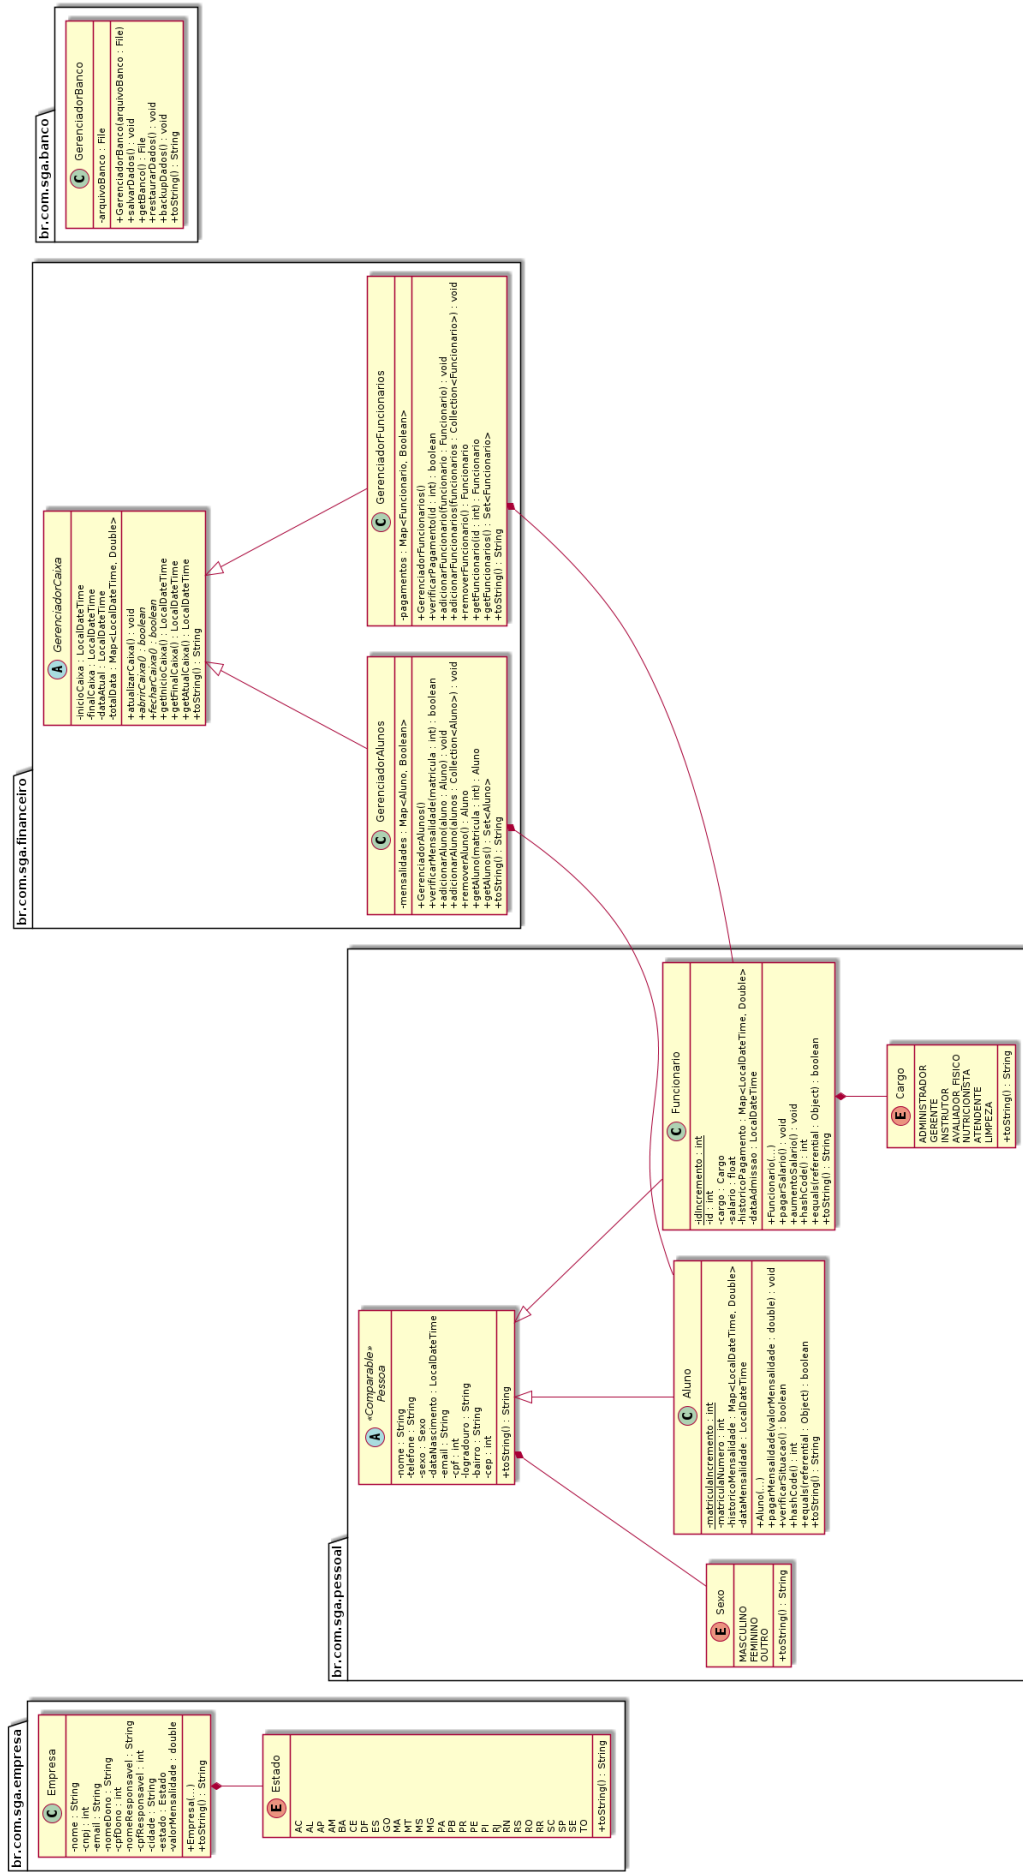 br.com.sga.empresa
C Empresa
-nome : String
-cnpj : int
-email : String
-nomeDono : String
-cpfDono : int
-nomeResponsavel : String
-cpfResponsavel : int
-cidade : String
-estado : Estado
-valorMensalidade : double
+Empresa(...)
+toString() : String
E Estado
AC
AL
AP
AM
BA
CE
DF
ES
GO
MA
MT
MS
MG
PA
PB
PR
PE
PI
RJ
RN
RS
RO
RR
SC
SP
SE
TO
+toString() : String
br.com.sga.pessoal
A «Comparable»
Pessoa
-nome : String
-telefone : String
-sexo : Sexo
-dataNascimento : LocalDateTime
-email : String
-cpf : int
-logradouro : String
-bairro : String
-cep : int
+toString() : String
E Sexo
MASCULINO
FEMININO
OUTRO
+toString() : String
C Aluno
-matriculaIncremento : int
-matriculaNumero : int
-historicoMensalidade : Map<LocalDateTime, Double>
-dataMensalidade : LocalDateTime
+Aluno(...)
+pagarMensalidade(valorMensalidade : double) : void
+verificarSituacao() : boolean
+hashCode() : int
+equals(referential : Object) : boolean
+toString() : String
C Funcionario
-idIncremento : int
-id : int
-cargo : Cargo
-salario : float
-historicoPagamento : Map<LocalDateTime, Double>
-dataAdmissao : LocalDateTime
+Funcionario(...)
+pagarSalario() : void
+aumentoSalario() : void
+hashCode() : int
+equals(referential : Object) : boolean
+toString() : String
E Cargo
ADMINISTRADOR
GERENTE
INSTRUTOR
AVALIADOR_FISICO
NUTRICIONISTA
ATENDENTE
LIMPEZA
+toString() : String
br.com.sga.financeiro
A GerenciadorCaixa
-inicioCaixa : LocalDateTime
-finalCaixa : LocalDateTime
-dataAtual : LocalDateTime
-totalData : Map<LocalDateTime, Double>
+atualizarCaixa() : void
+abrirCaixa() : boolean
+fecharCaixa() : boolean
+getInicioCaixa() : LocalDateTime
+getFinalCaixa() : LocalDateTime
+getAtualCaixa() : LocalDateTime
+toString() : String
C GerenciadorAlunos
-mensalidades : Map<Aluno, Boolean>
+GerenciadorAlunos()
+verificarMensalidade(matricula : int) : boolean
+adicionarAluno(aluno : Aluno) : void
+adicionarAluno(alunos : Collection<Aluno>) : void
+removerAluno() : Aluno
+getAluno(matricula : int) : Aluno
+getAlunos() : Set<Aluno>
+toString() : String
C GerenciadorFuncionarios
-pagamentos : Map<Funcionario, Boolean>
+GerenciadorFuncionarios()
+verificarPagamento(id : int) : boolean
+adicionarFuncionario(funcionario : Funcionario) : void
+adicionarFuncionarios(funcionarios : Collection<Funcionario>) : void
+removerFuncionario() : Funcionario
+getFuncionario(id : int) : Funcionario
+getFuncionarios() : Set<Funcionario>
+toString() : String
br.com.sga.banco
C GerenciadorBanco
-arquivoBanco : File
+GerenciadorBanco(arquivoBanco : File)
+salvarDados() : void
+getBanco() : File
+restaurarDados() : void
+backupDados() : void
+toString() : String